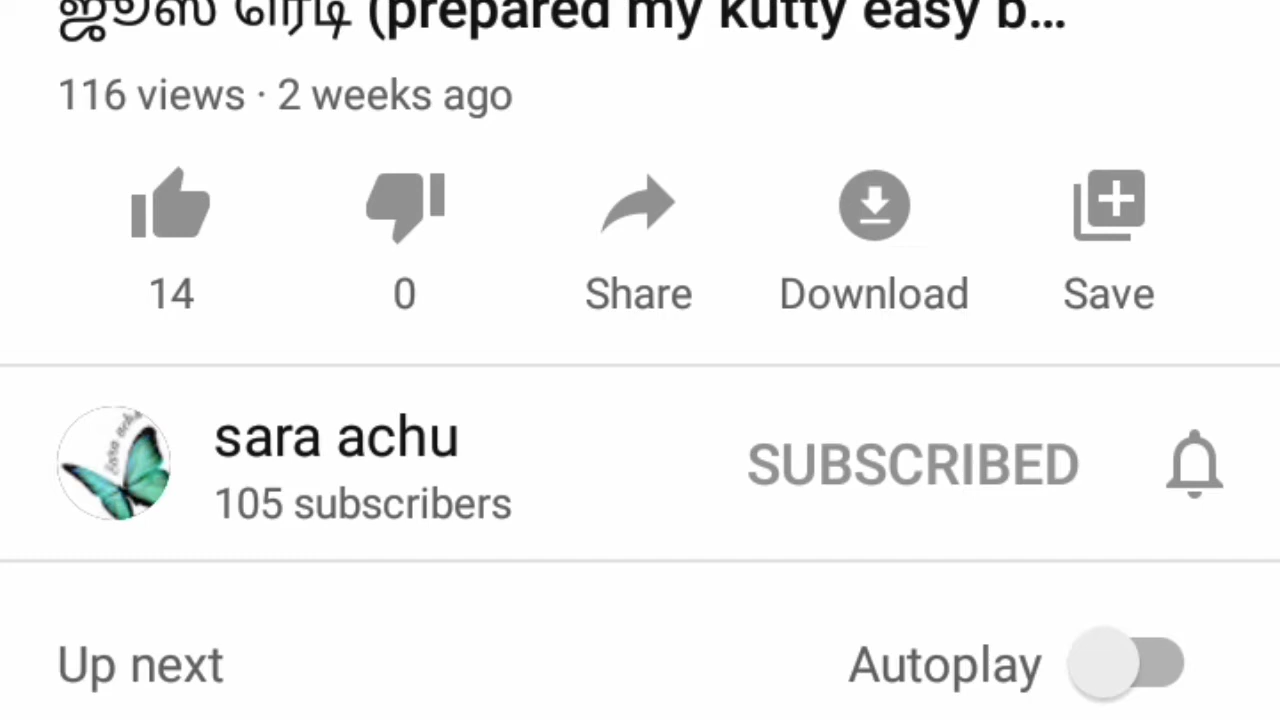 ஜூஸ் ரெடி (prepared my kutty easy b...
116 views · 2 weeks ago
14
0
Share
Download
Save
sara achu
105 subscribers
SUBSCRIBED
Up next
Autoplay